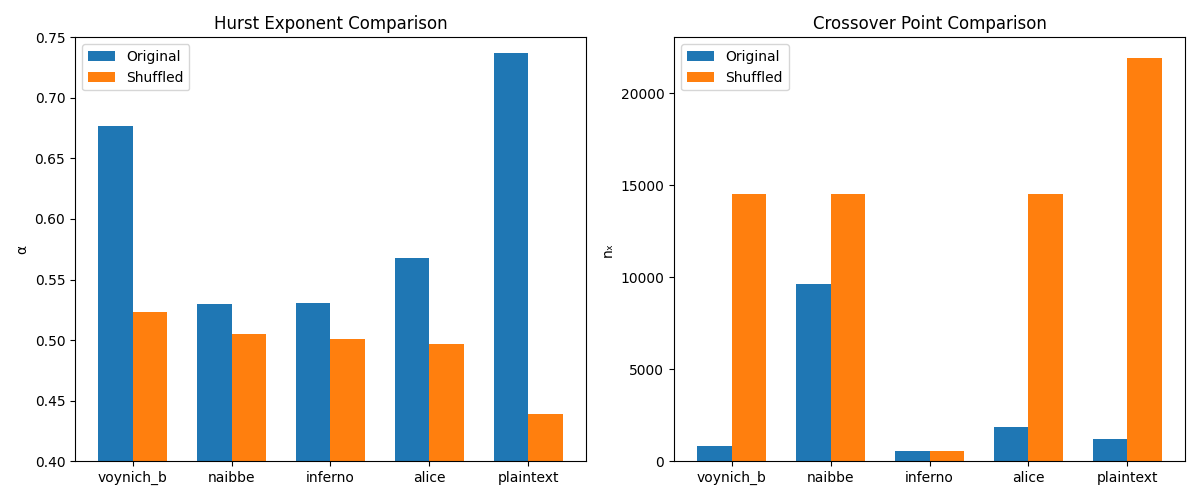 Hurst Exponent Comparison
0.75
0.70
0.65
0.60
0.55
0.50
0.45
0.40
α
Original
Shuffled
voynich_b naibbe inferno alice plaintext
Crossover Point Comparison
20000
15000
10000
5000
0
nₓ
Original
Shuffled
voynich_b naibbe inferno alice plaintext